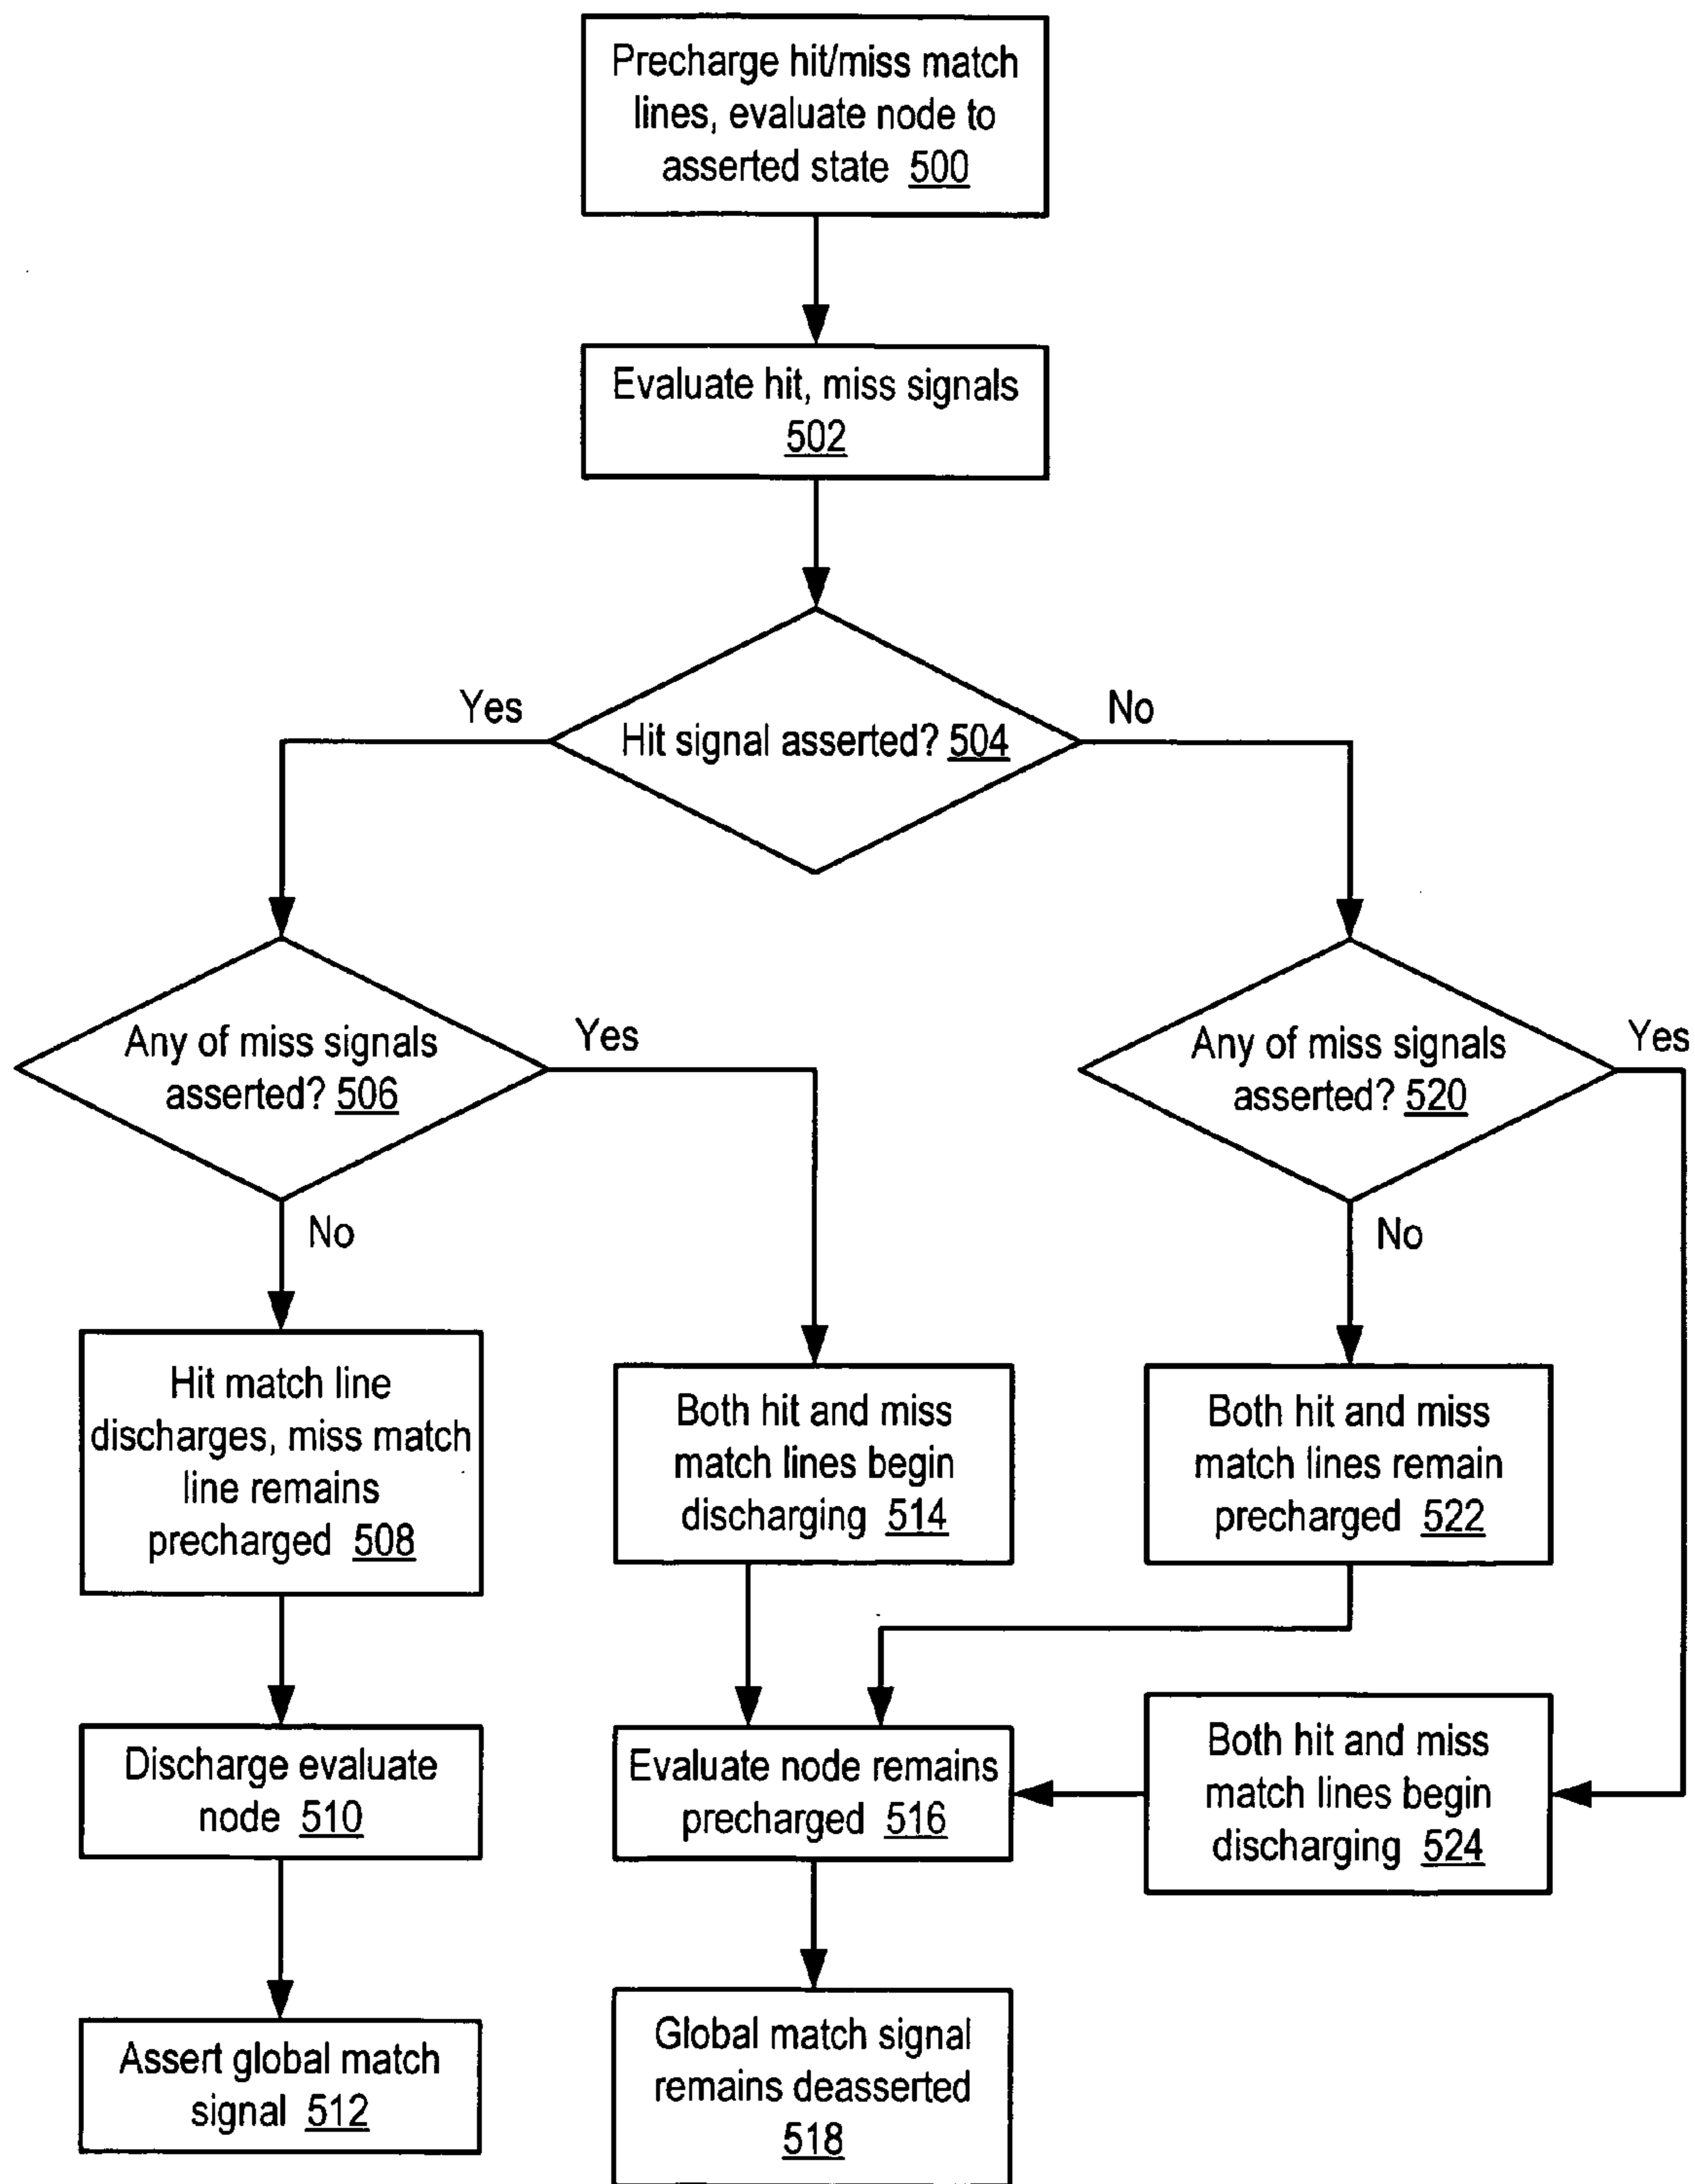 Precharge hit/miss match
lines, evaluate node to
asserted state 500
Evaluate hit, miss signals
502
Yes
No
Hit signal asserted? 504
Any of miss signals
asserted? 506
Yes
No
Any of miss signals
asserted? 520
Yes
No
Hit match line
discharges, miss match
line remains
precharged 508
Both hit and miss
match lines begin
discharging 514
Both hit and miss
match lines remain
precharged 522
Discharge evaluate
node 510
Evaluate node remains
precharged 516
Both hit and miss
match lines begin
discharging 524
Assert global match
signal 512
Global match signal
remains deasserted
518